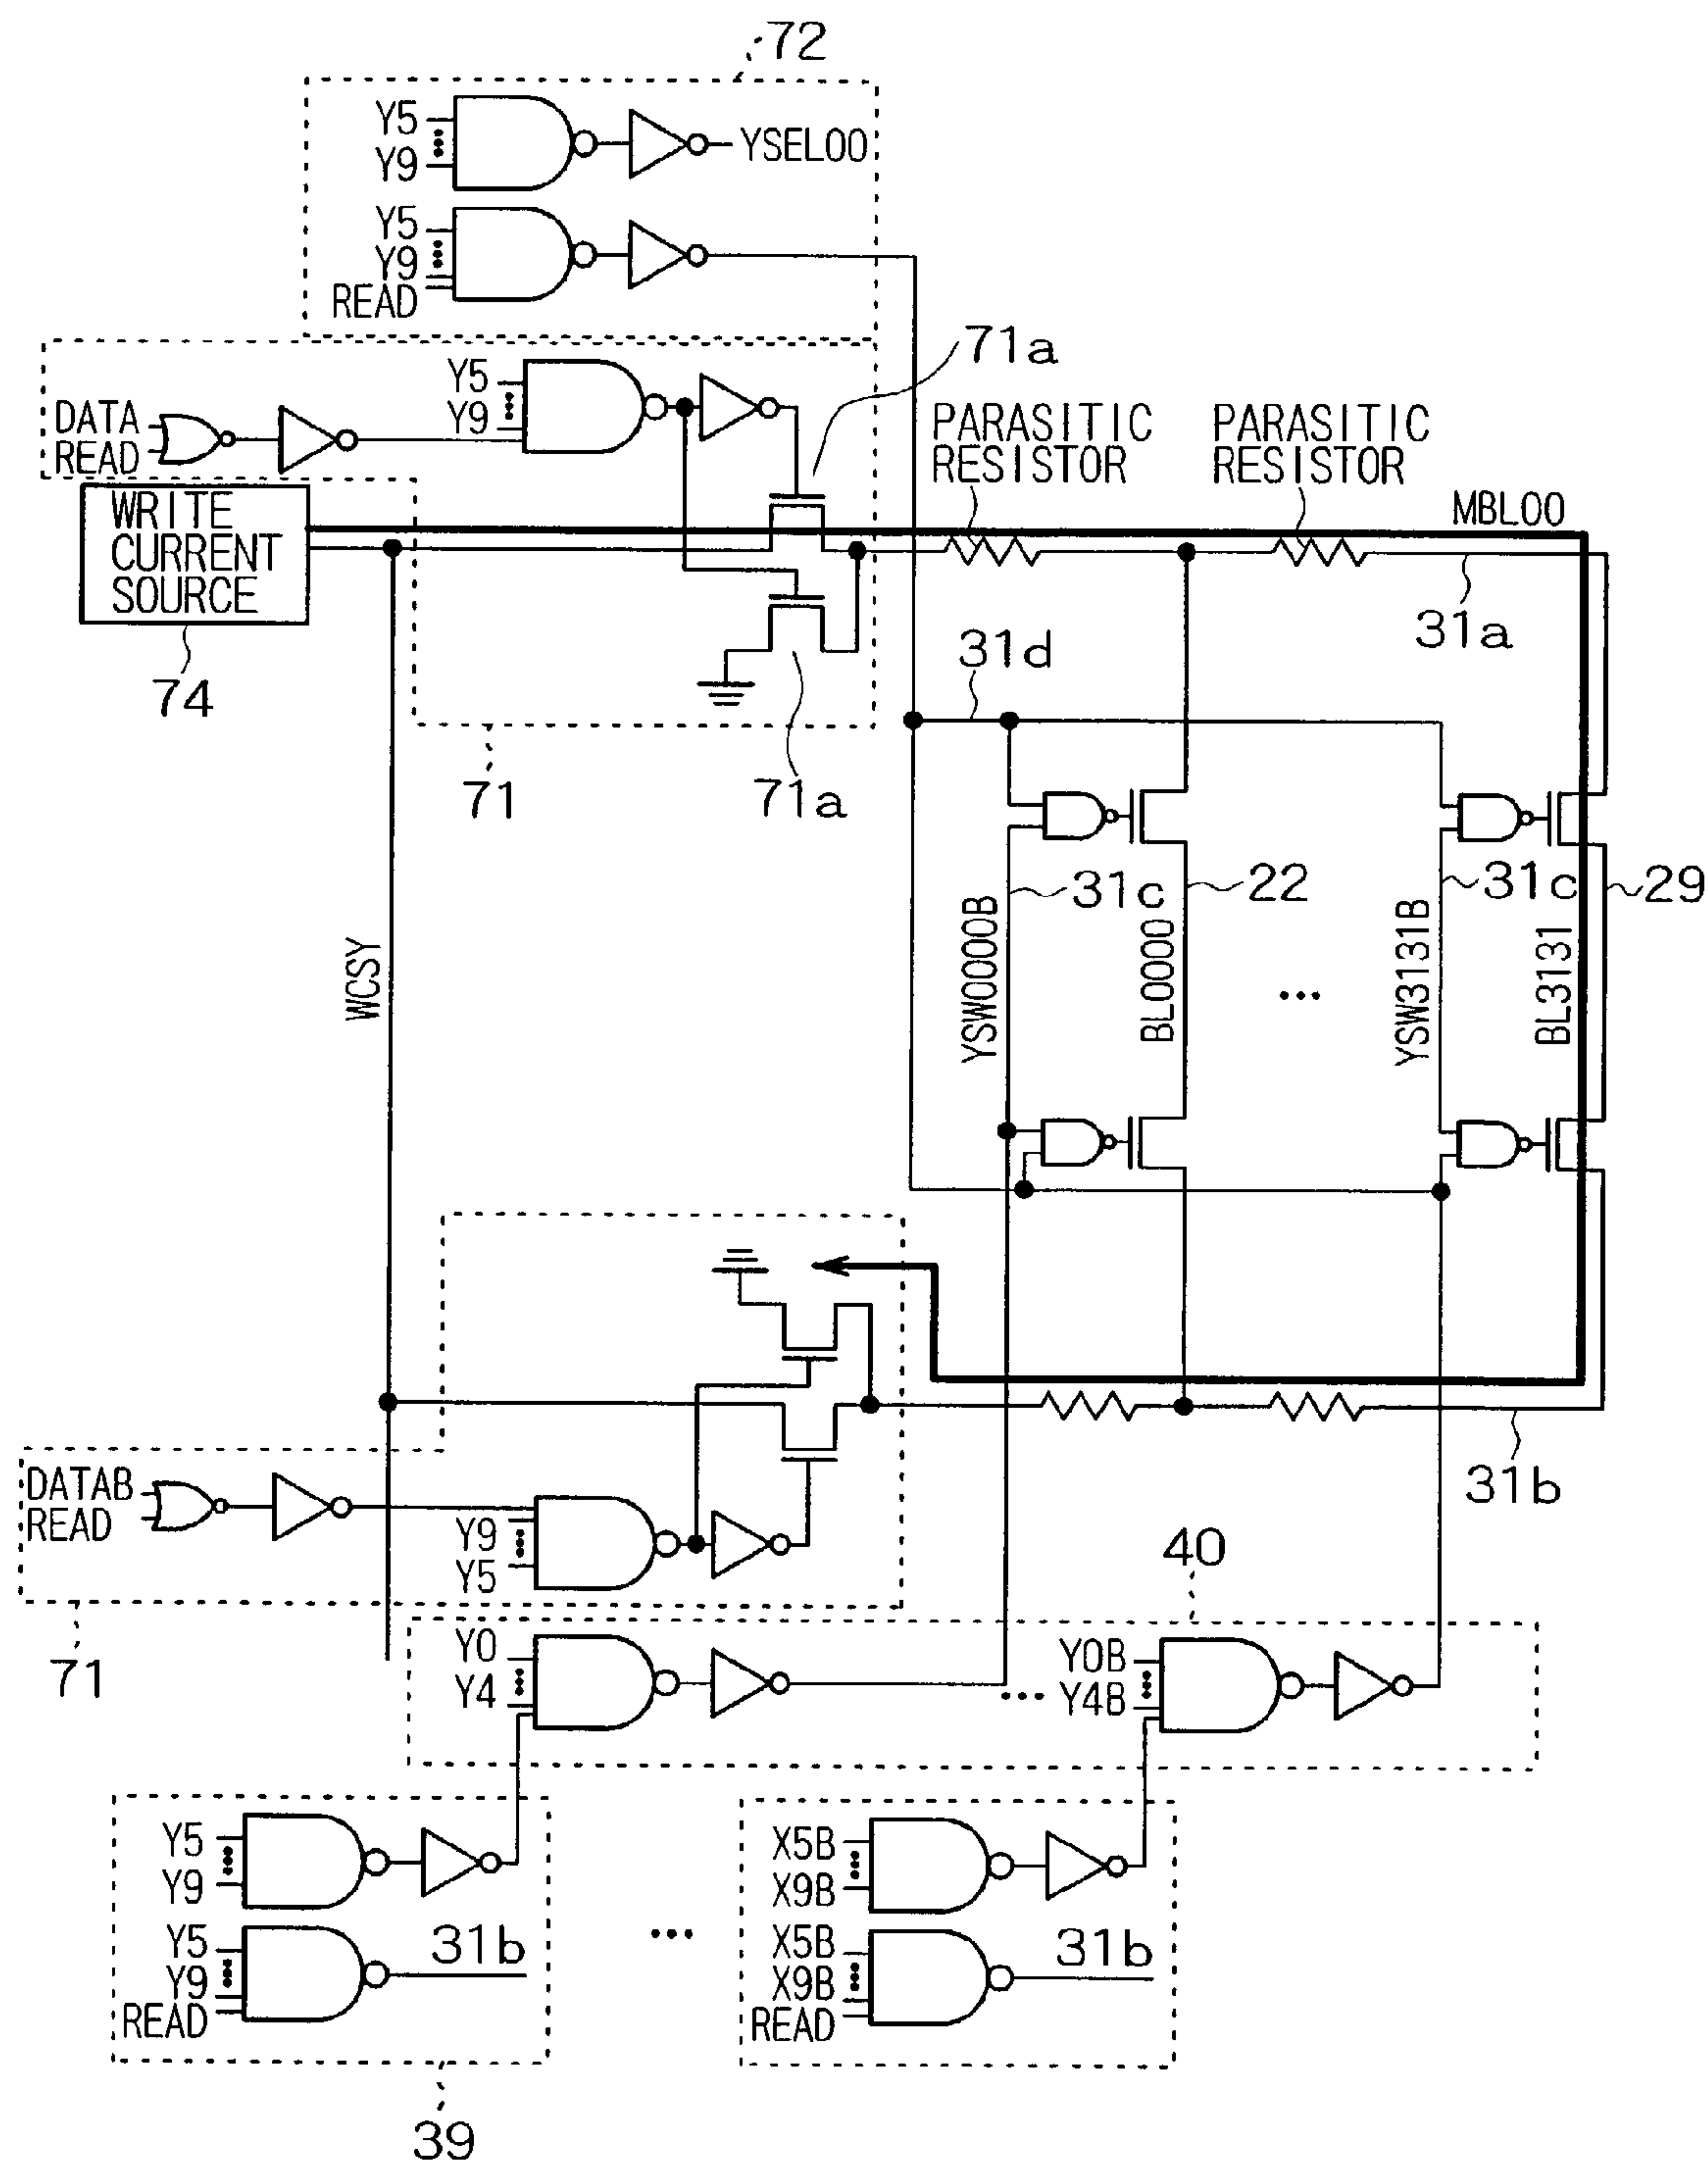 72
Y5
Y9
YSEL00
Y5
Y9
READ
71a
Y5
Y9
DATA
READ
PARASITIC
RESISTOR
PARASITIC
RESISTOR
WRITE
CURRENT
SOURCE
MBL00
31a
74
31d
71
71a
31c
22
31c
29
WCSY
YSW0000B
BL0000
...
YSW3131B
BL3131
31b
DATAB
READ
Y9
Y5
40
71
Y0
Y4
...
Y0B
Y4B
Y5
Y9
X5B
X9B
Y5
Y9
READ
31b
...
X5B
X9B
READ
31b
39